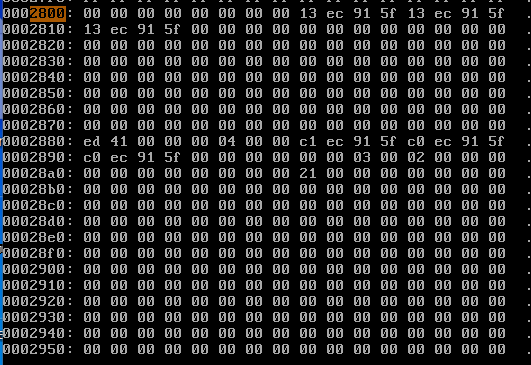 0002800: 00 00 00 00 00 00 00 00 13 ec 91 5f 13 ec 91 5f
0002810: 13 ec 91 5f 00 00 00 00 00 00 00 00 00 00 00 00
0002820: 00 00 00 00 00 00 00 00 00 00 00 00 00 00 00 00
0002830: 00 00 00 00 00 00 00 00 00 00 00 00 00 00 00 00
0002840: 00 00 00 00 00 00 00 00 00 00 00 00 00 00 00 00
0002850: 00 00 00 00 00 00 00 00 00 00 00 00 00 00 00 00
0002860: 00 00 00 00 00 00 00 00 00 00 00 00 00 00 00 00
0002870: 00 00 00 00 00 00 00 00 00 00 00 00 00 00 00 00
0002880: ed 41 00 00 00 04 00 00 c1 ec 91 5f c0 ec 91 5f
0002890: c0 ec 91 5f 00 00 00 00 00 00 03 00 02 00 00 00
00028a0: 00 00 00 00 00 00 00 00 21 00 00 00 00 00 00 00
00028b0: 00 00 00 00 00 00 00 00 00 00 00 00 00 00 00 00
00028c0: 00 00 00 00 00 00 00 00 00 00 00 00 00 00 00 00
00028d0: 00 00 00 00 00 00 00 00 00 00 00 00 00 00 00 00
00028e0: 00 00 00 00 00 00 00 00 00 00 00 00 00 00 00 00
00028f0: 00 00 00 00 00 00 00 00 00 00 00 00 00 00 00 00
0002900: 00 00 00 00 00 00 00 00 00 00 00 00 00 00 00 00
0002910: 00 00 00 00 00 00 00 00 00 00 00 00 00 00 00 00
0002920: 00 00 00 00 00 00 00 00 00 00 00 00 00 00 00 00
0002930: 00 00 00 00 00 00 00 00 00 00 00 00 00 00 00 00
0002940: 00 00 00 00 00 00 00 00 00 00 00 00 00 00 00 00
0002950: 00 00 00 00 00 00 00 00 00 00 00 00 00 00 00 00